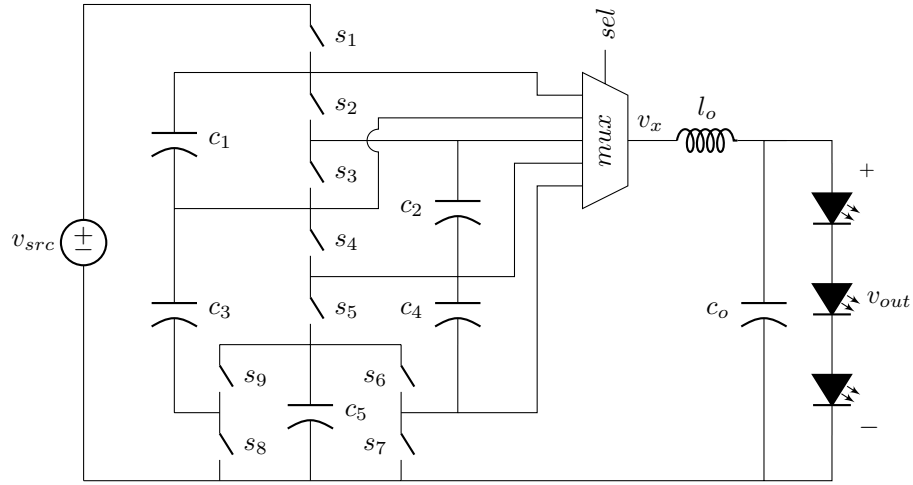 sel
s1
s2
s3
s4
s5
s9
s6
s8
s7
c1
c2
c3
c4
c5
vsrc
mux
vx
lo
co
vout
+
−